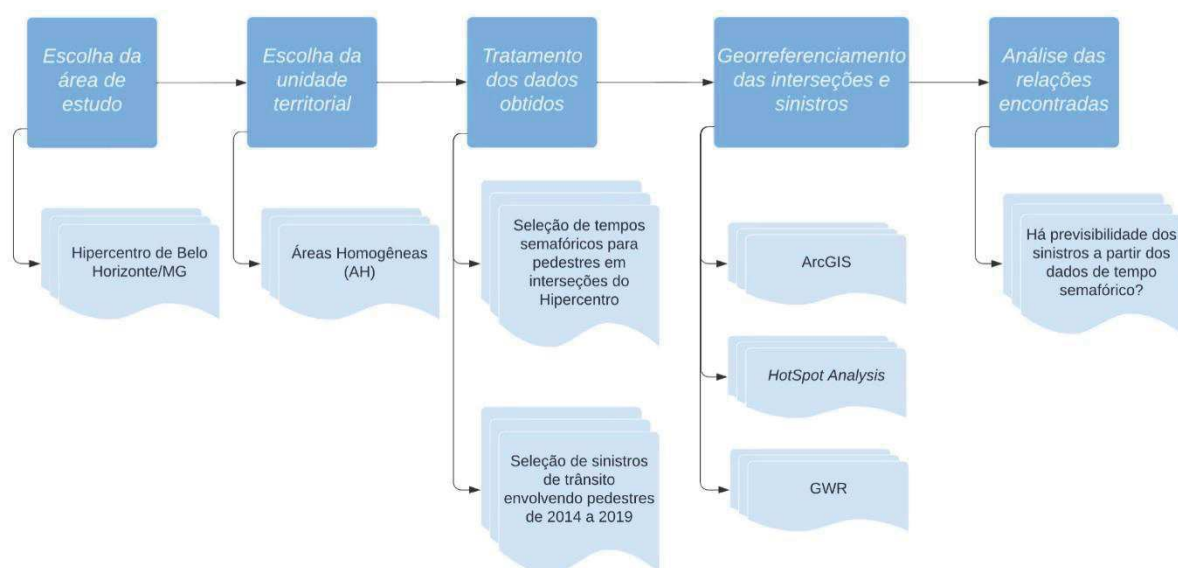 Escolha da
área de
estudo
Escolha da
unidade
territorial
Tratamento
dos dados
obtidos
Georreferenciamento
das interseções e
sinistros
Análise das
relações
encontradas
Hipercentro de Belo
Horizonte/MG
Áreas Homogêneas
(AH)
Seleção de tempos
semafóricos para
pedestres em
interseções do
Hipercentro
Seleção de sinistros
de trânsito
envolvendo pedestres
de 2014 a 2019
ArcGIS
HotSpot Analysis
GWR
Há previsibilidade dos
sinistros a partir dos
dados de tempo
semafórico?